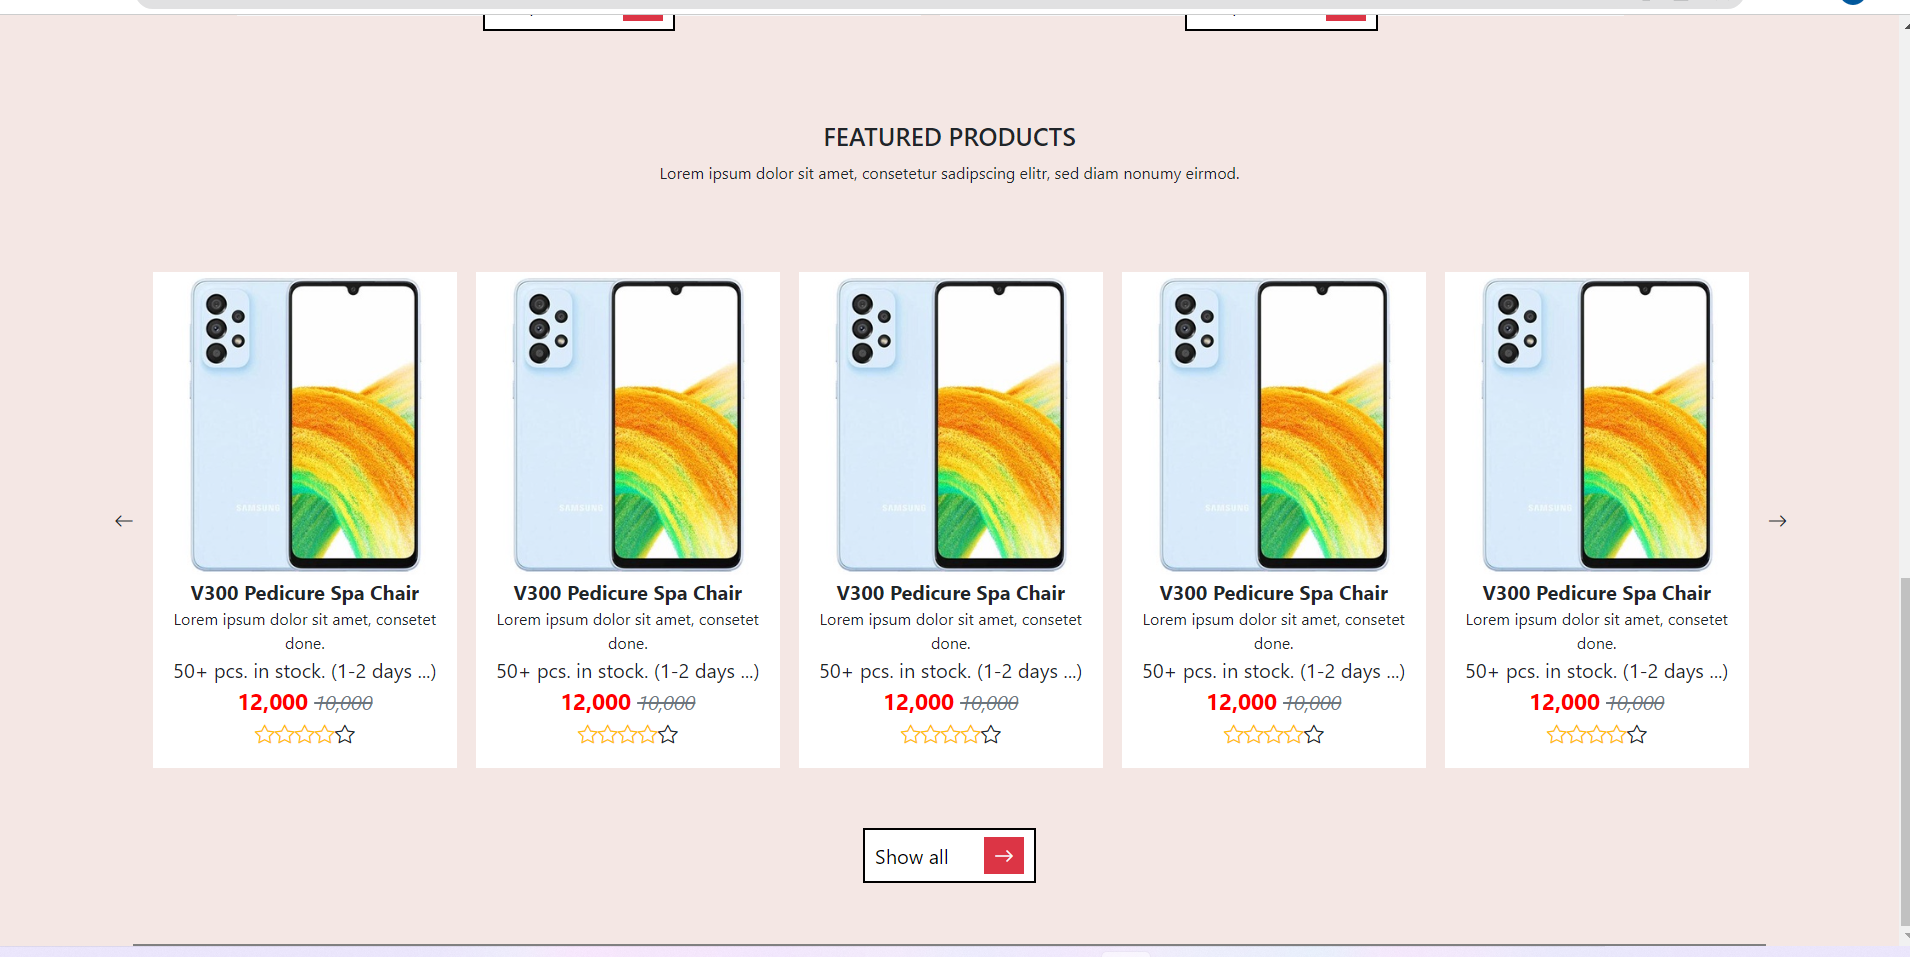 FEATURED PRODUCTS
Lorem ipsum dolor sit amet, consetetur sadipscing elitr, sed diam nonumy eirmod.
SAMSUNG
V300 Pedicure Spa Chair
Lorem ipsum dolor sit amet, consetet
done.
50+ pcs. in stock. (1-2 days ...)
12,000 10,000
SAMSUNG
V300 Pedicure Spa Chair
Lorem ipsum dolor sit amet, consetet
done.
50+ pcs. in stock. (1-2 days ...)
12,000 10,000
SAMSUNG
V300 Pedicure Spa Chair
Lorem ipsum dolor sit amet, consetet
done.
50+ pcs. in stock. (1-2 days ...)
12,000 10,000
SAMSUNG
V300 Pedicure Spa Chair
Lorem ipsum dolor sit amet, consetet
done.
50+ pcs. in stock. (1-2 days ...)
12,000 10,000
SAMSUNG
V300 Pedicure Spa Chair
Lorem ipsum dolor sit amet, consetet
done.
50+ pcs. in stock. (1-2 days ...)
12,000 10,000
Show all